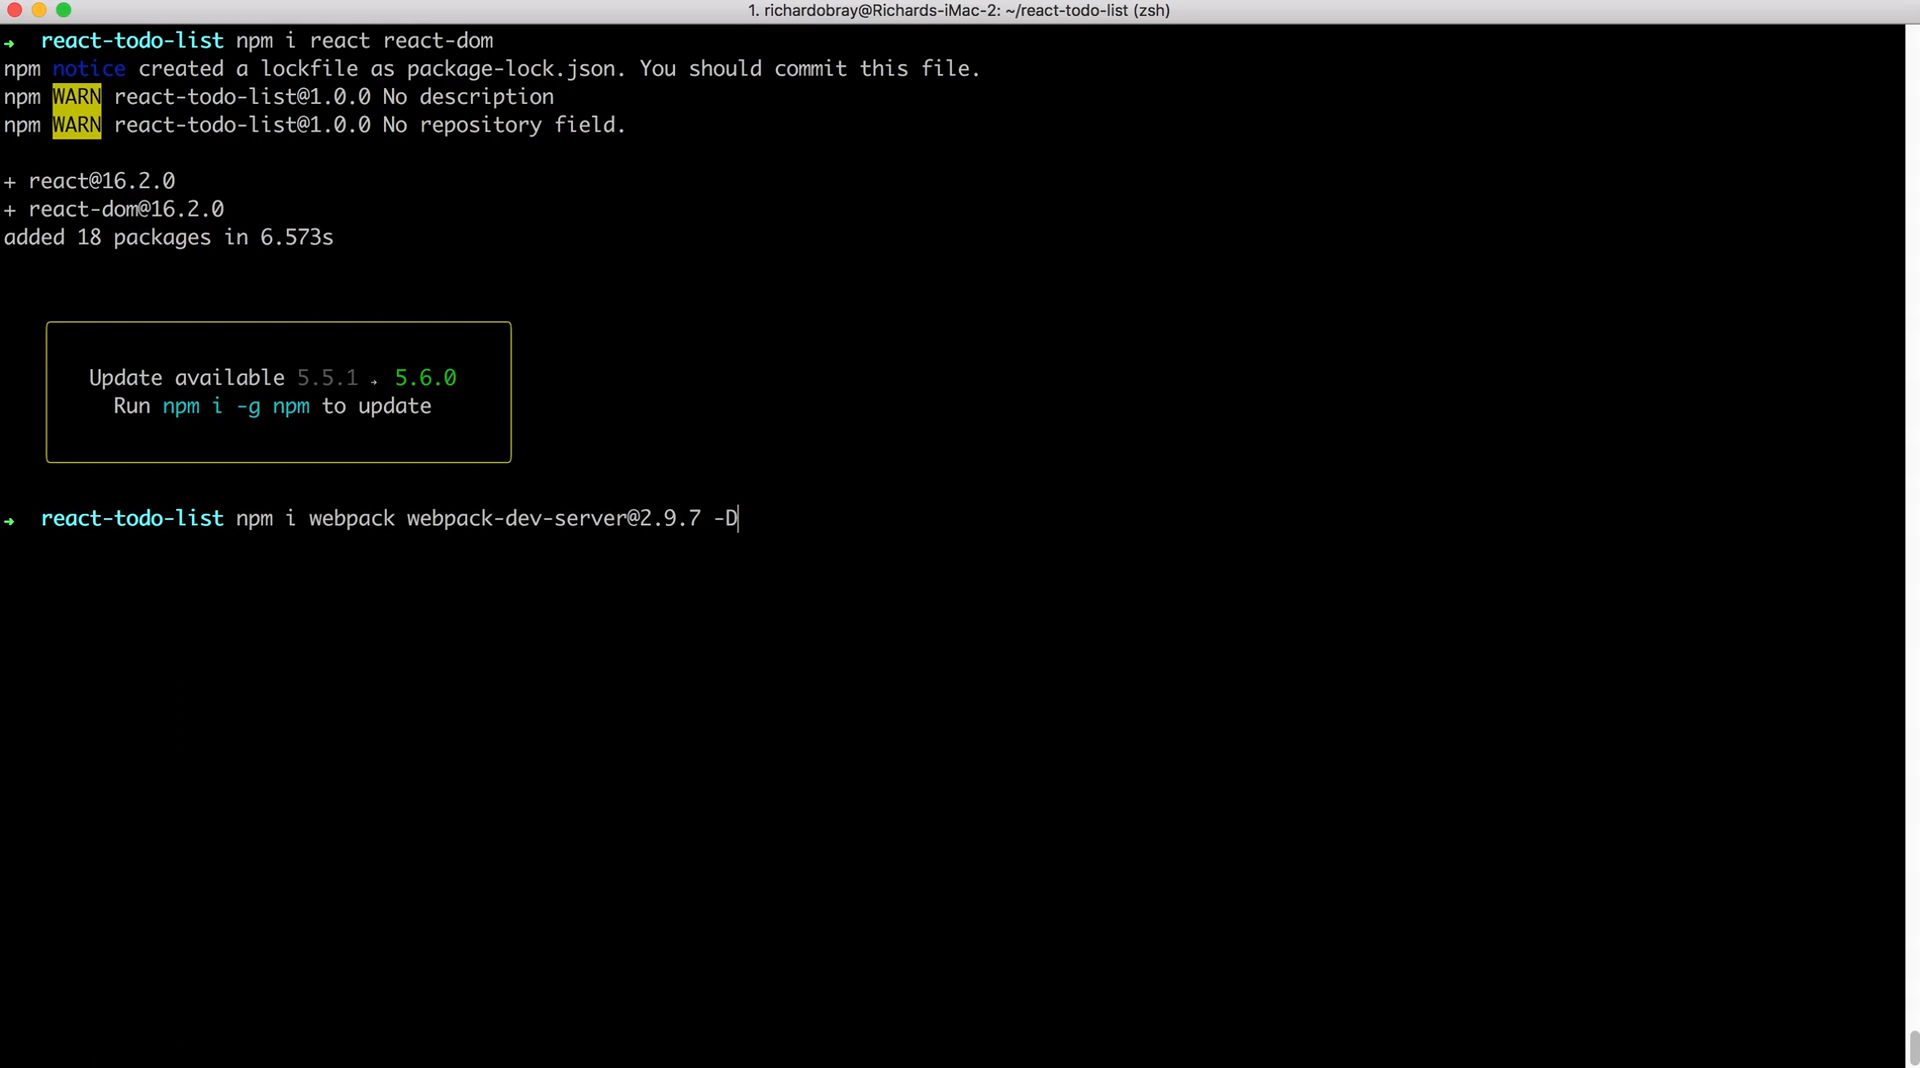 1. richardobray@Richards-iMac-2: ~/react-todo-list (zsh)
➜ react-todo-list npm i react react-dom
npm notice created a lockfile as package-lock.json. You should commit this file.
npm WARN react-todo-list@1.0.0 No description
npm WARN react-todo-list@1.0.0 No repository field.
+ react@16.2.0
+ react-dom@16.2.0
added 18 packages in 6.573s
Update available 5.5.1 → 5.6.0
Run npm i -g npm to update
➜ react-todo-list npm i webpack webpack-dev-server@2.9.7 -D